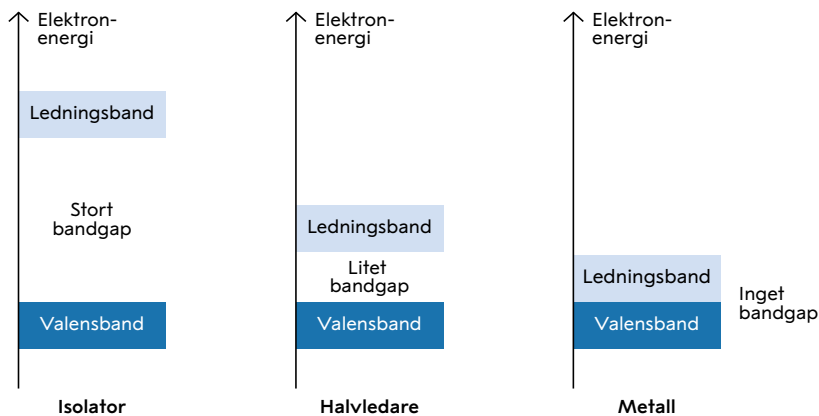 Elektron-
energi
Ledningsband
Stort
bandgap
Valensband
Isolator
Elektron-
energi
Ledningsband
Litet
bandgap
Valensband
Halvledare
Elektron-
energi
Ledningsband
Valensband
Inget
bandgap
Metall